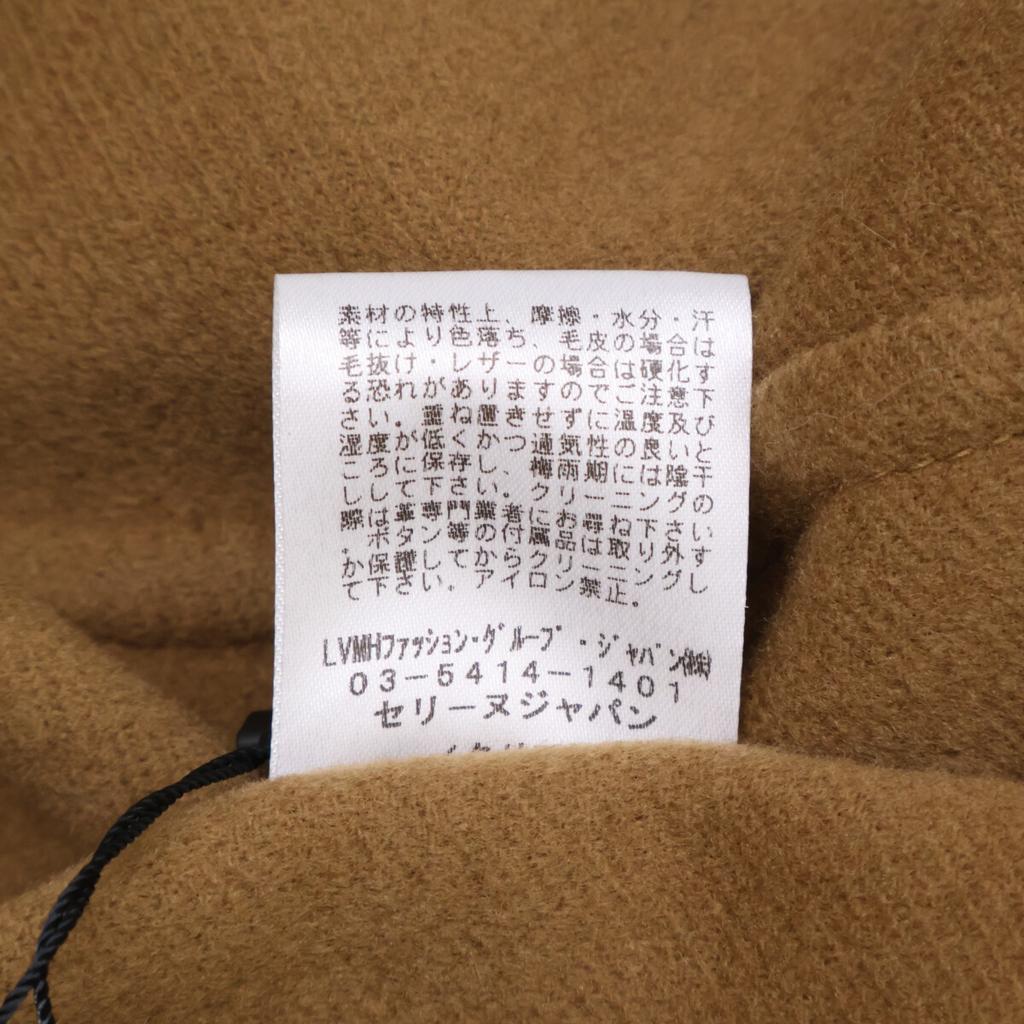 素材の特性上、摩擦・水分・汗
等により色落ち、毛皮の場合は
毛抜け・レザーの場合は硬化す
る恐れがありますのでご注意下
さい。重ね置きせず温度及び
湿度が低くかつ、通気性の良いと
ころに保存し、梅雨期には陰干
しして下さい。クリーニングの
際は革専門業者にお尋ね下さい
．ボタン等の付属品は取り外す
か保護してからクリーニングし
て下さい．アイロン禁止．
LVMHファッション・グループ・ジャパン㈱
03-5414-1401
セリーヌジャパン